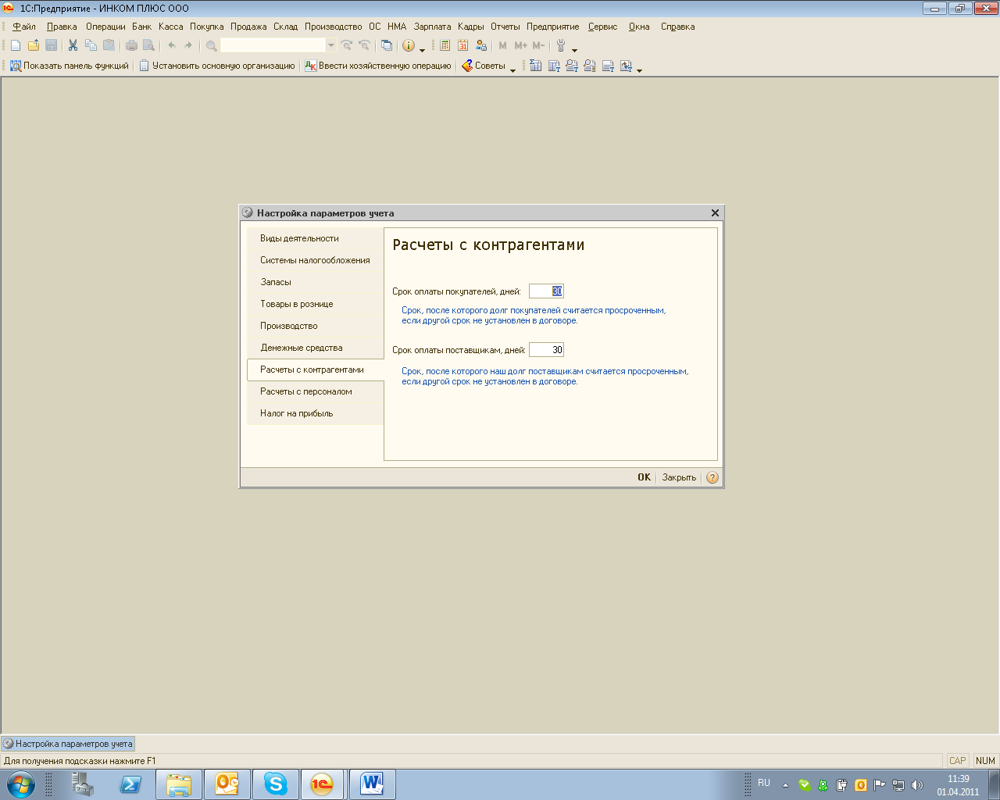 1С:Предприятие - ИНКОМ ПЛЮС ООО
Файл Правка Операции Банк Касса Покупка Продажа Склад Производство ОС НМА Зарплата Кадры Отчеты Предприятие Сервис Окна Справка
M M+ M-
Показать панель функций Установить основную организацию Ввести хозяйственную операцию Советы
Настройка параметров учета
Виды деятельности
Системы налогообложения
Запасы
Товары в рознице
Производство
Денежные средства
Расчеты с контрагентами
Расчеты с персоналом
Налог на прибыль
Расчеты с контрагентами
Срок оплаты покупателей, дней: 30
Срок, после которого долг покупателей считается просроченным,
если другой срок не установлен в договоре.
Срок оплаты поставщикам, дней: 30
Срок, после которого наш долг поставщикам считается просроченным,
если другой срок не установлен в договоре.
OK Закрыть ?
Настройка параметров учета
Для получения подсказки нажмите F1
CAP NUM
RU
11:39
01.04.2011